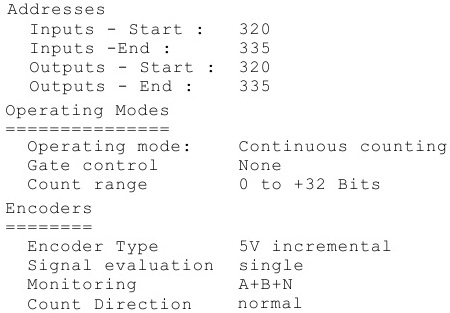 Addresses
Inputs - Start : 320
Inputs -End : 335
Outputs - Start : 320
Outputs - End : 335
Operating Modes
===============
Operating mode: Continuous counting
Gate control None
Count range 0 to +32 Bits
Encoders
========
Encoder Type 5V incremental
Signal evaluation single
Monitoring A+B+N
Count Direction normal